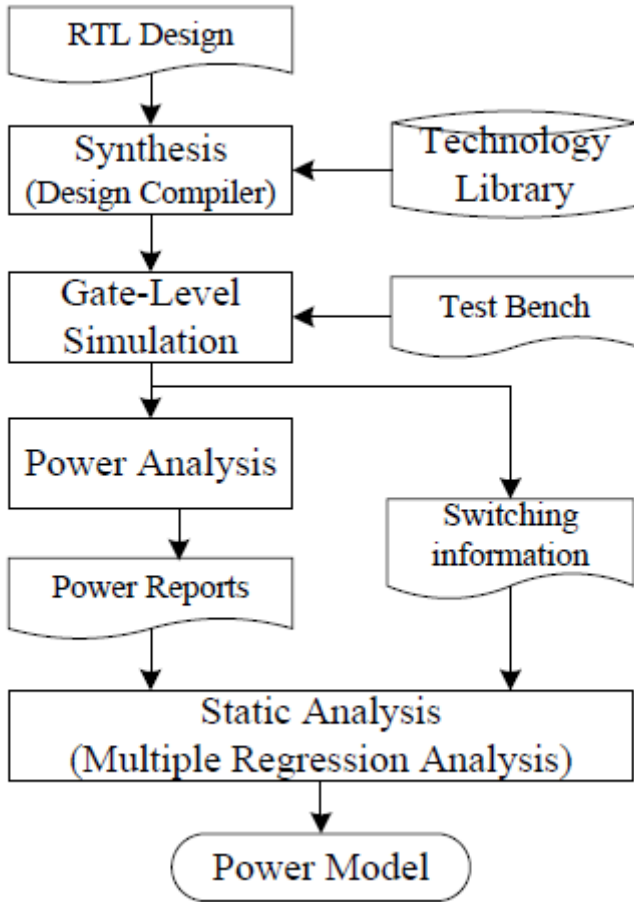 RTL Design
Synthesis
(Design Compiler)
Technology
Library
Gate-Level
Simulation
Test Bench
Power Analysis
Switching
information
Power Reports
Static Analysis
(Multiple Regression Analysis)
Power Model